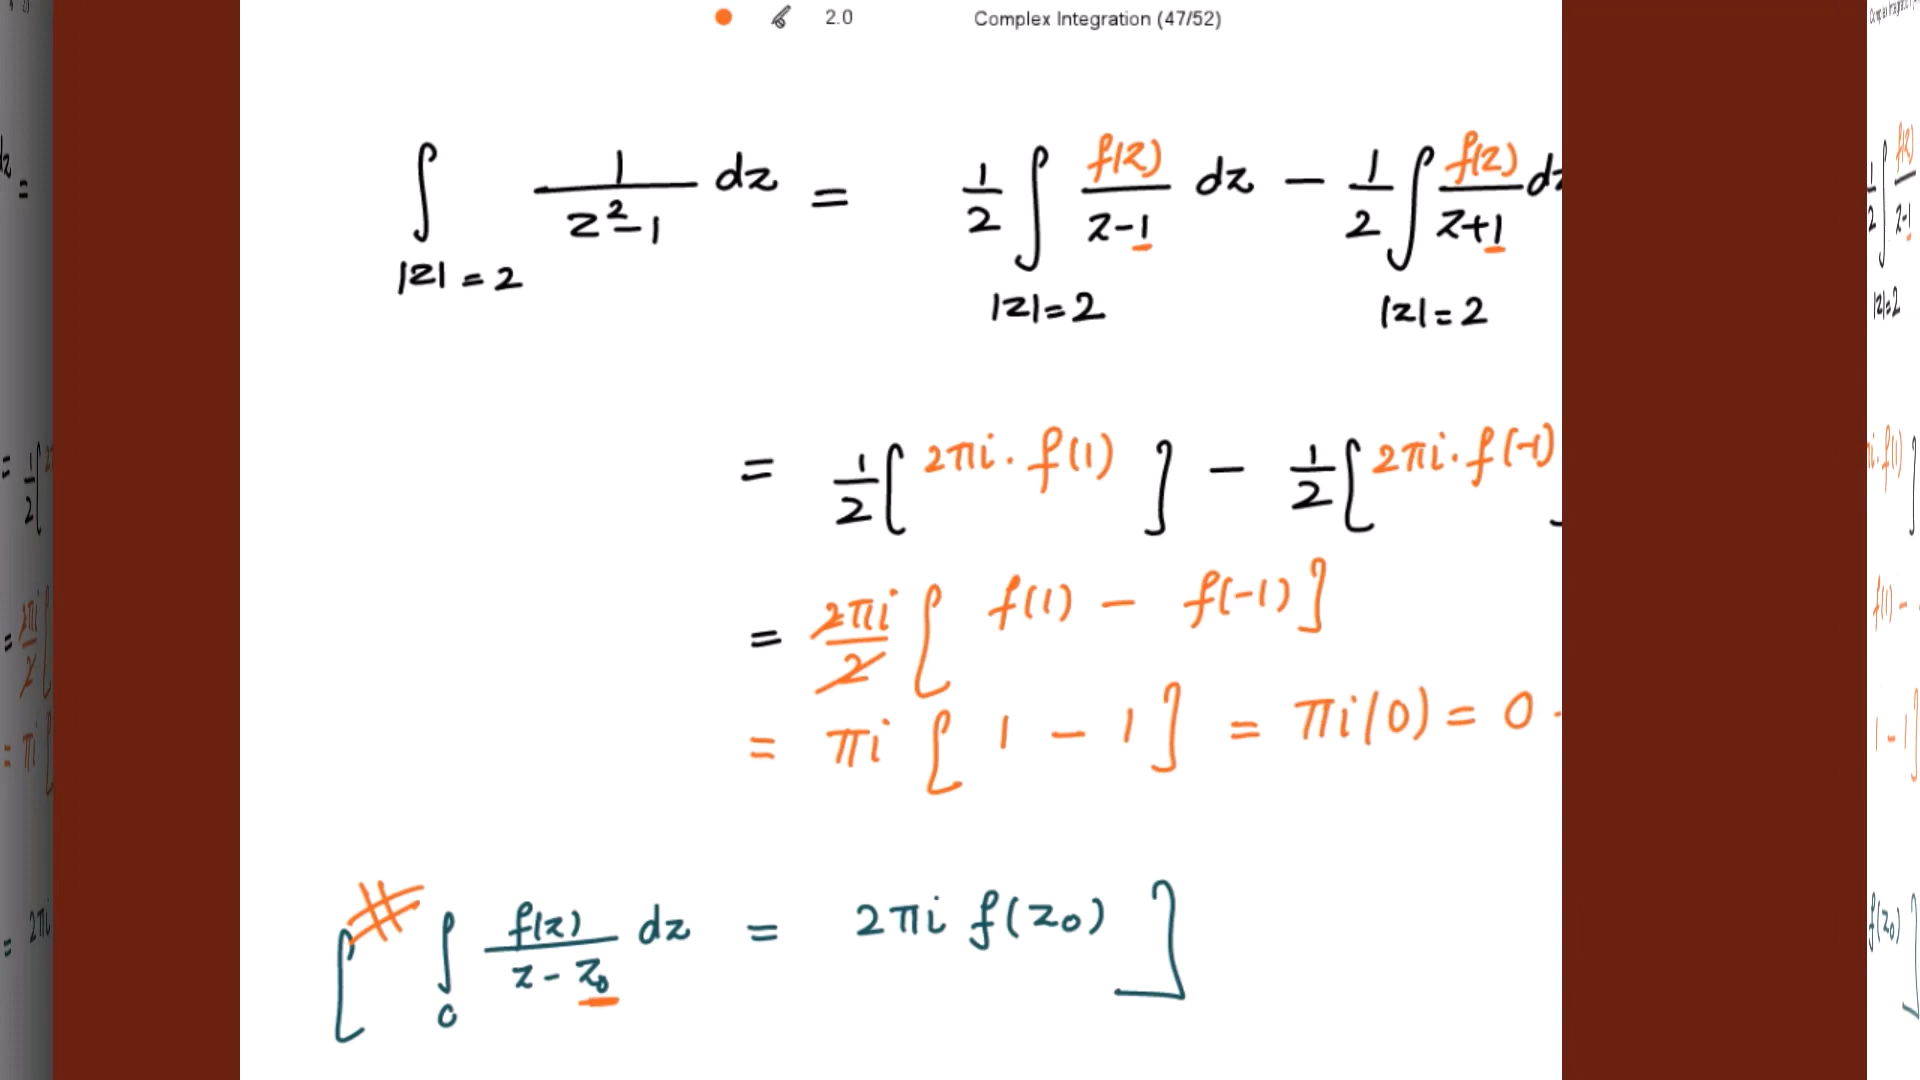 2.0 Complex Integration (47/52)
∫ 1/(z²-1) dz = 1/2 ∫ f(z)/(z-1) dz - 1/2 ∫ f(z)/(z+1) dz
|z| = 2 |z| = 2 |z| = 2
= 1/2 [ 2πi · f(1) ] - 1/2 [ 2πi · f(-1)
= 2πi/2 [ f(1) - f(-1) ]
= πi [ 1 - 1 ] = πi(0) = 0
[ # ∫ f(z)/(z-z₀) dz = 2πi f(z₀) ]
C